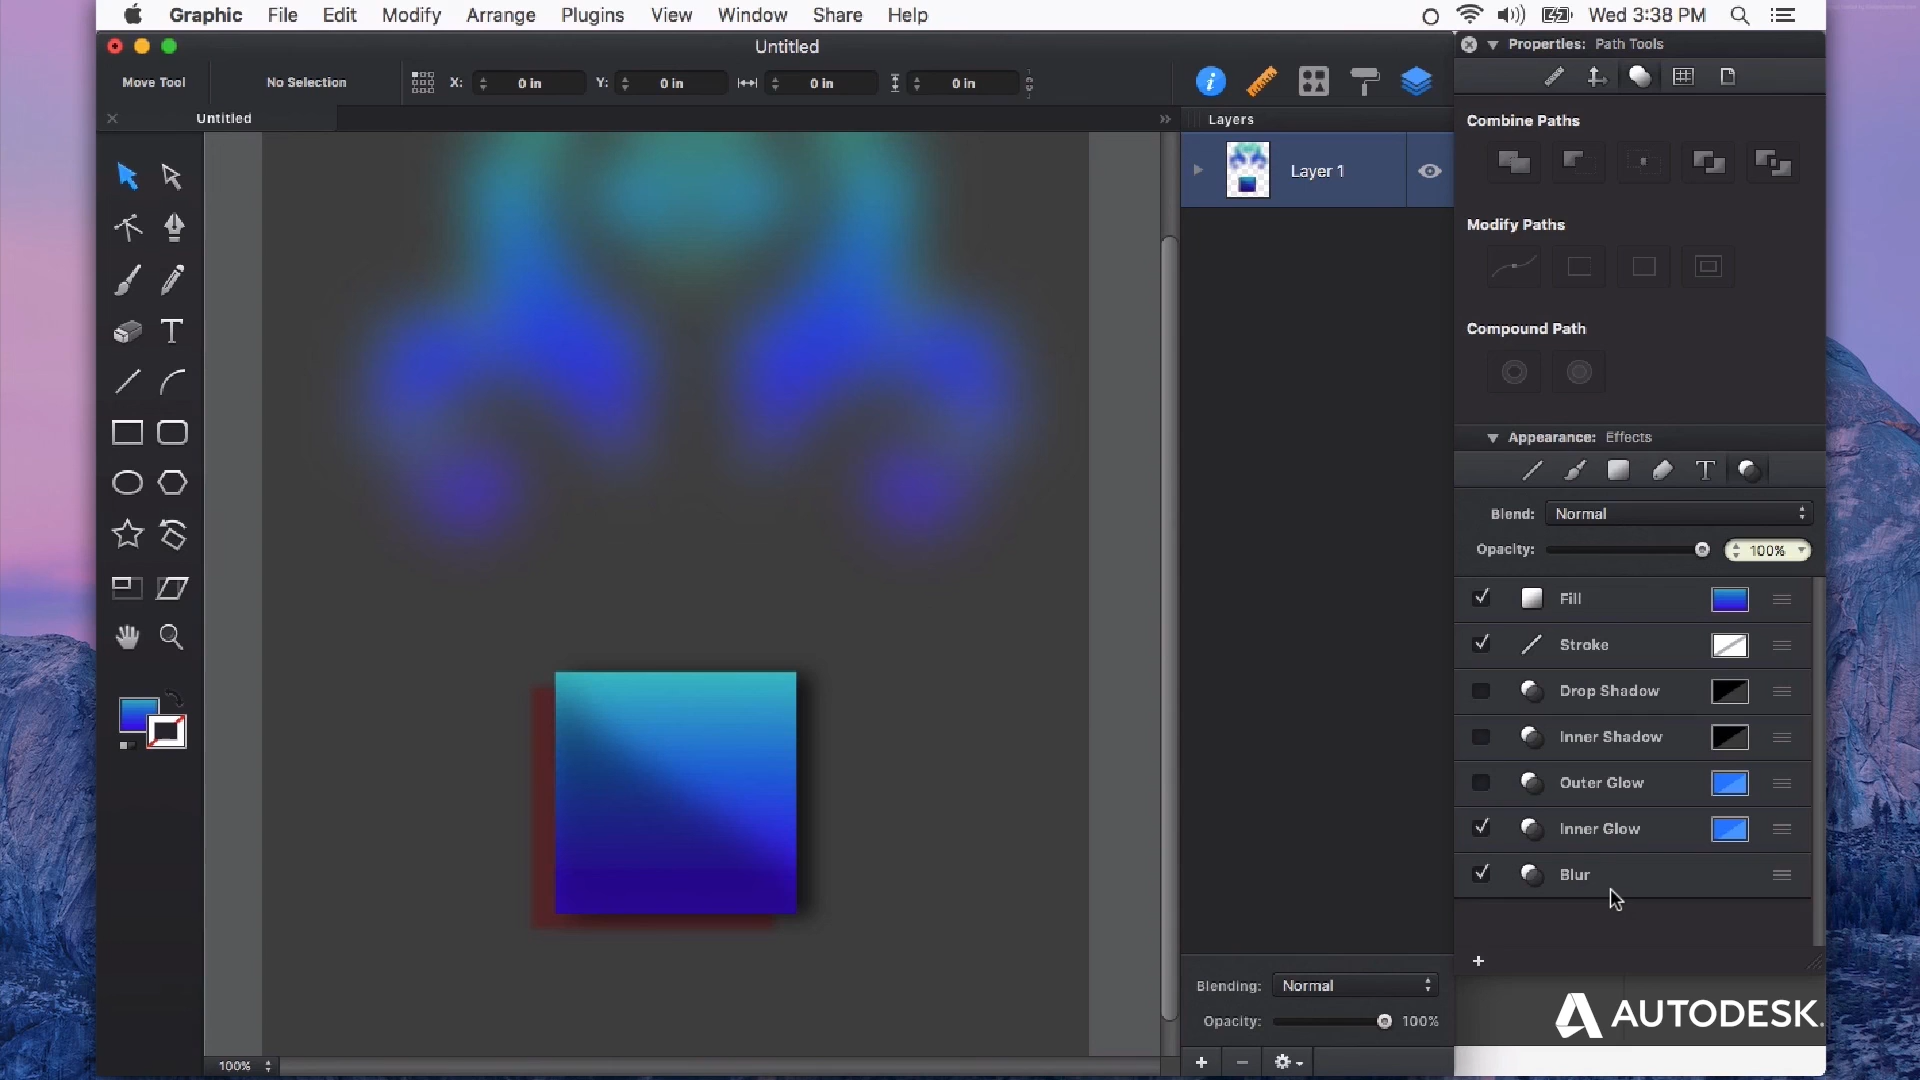 Graphic File Edit Modify Arrange Plugins View Window Share Help Wed 3:38 PM
Untitled
Move Tool No Selection X: 0 in Y: 0 in 0 in 0 in
Untitled
Layers
Layer 1
Blending: Normal
Opacity: 100%
100%
Properties: Path Tools
Combine Paths
Modify Paths
Compound Path
Appearance: Effects
Blend: Normal
Opacity: 100%
Fill
Stroke
Drop Shadow
Inner Shadow
Outer Glow
Inner Glow
Blur
AUTODESK.